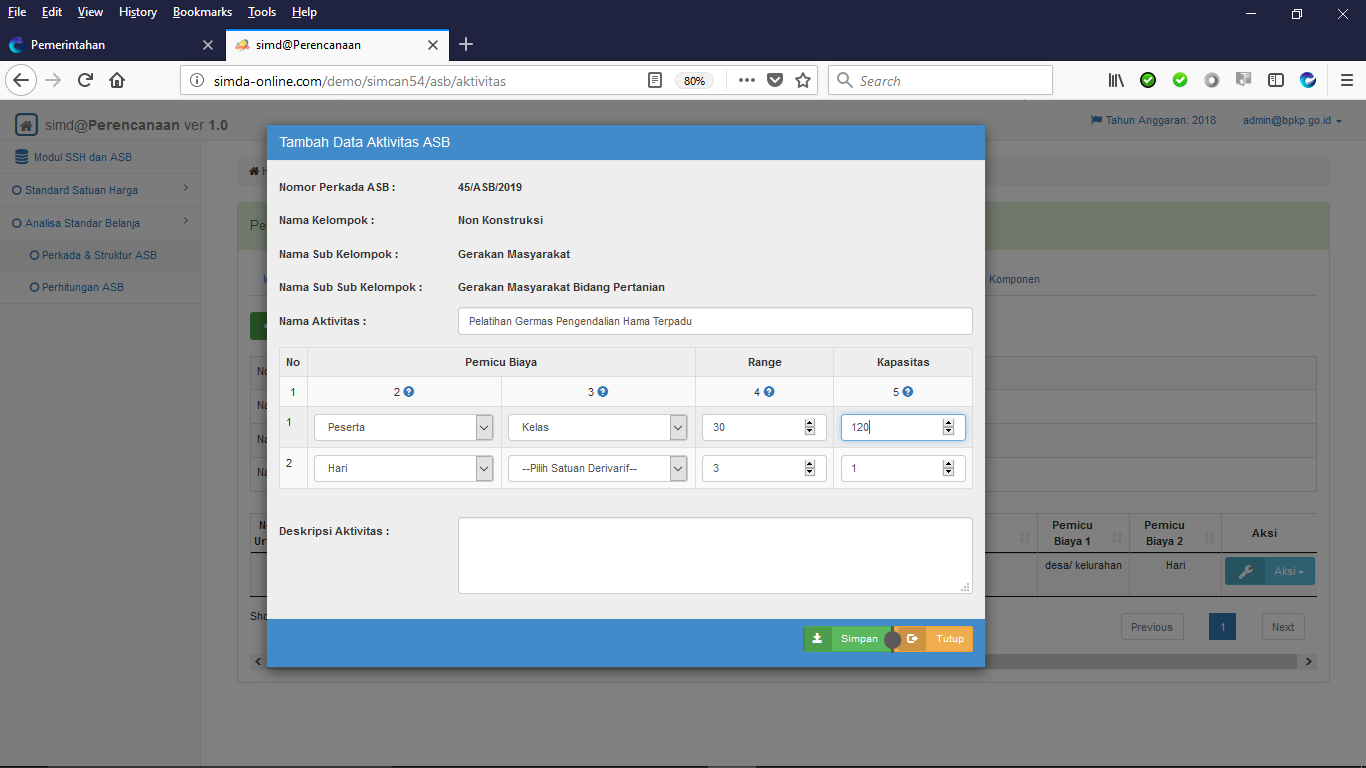 File Edit View History Bookmarks Tools Help
Pemerintahan simd@Perencanaan
simda-online.com/demo/simcan54/asb/aktivitas 80% Search
simd@Perencanaan ver 1.0 Tahun Anggaran: 2018 admin@bpkp.go.id
Modul SSH dan ASB
Standard Satuan Harga
Analisa Standar Belanja
Perkada & Struktur ASB
Perhitungan ASB
Tambah Data Aktivitas ASB
Nomor Perkada ASB : 45/ASB/2019
Nama Kelompok : Non Konstruksi
Nama Sub Kelompok : Gerakan Masyarakat
Nama Sub Sub Kelompok : Gerakan Masyarakat Bidang Pertanian
Nama Aktivitas : Pelatihan Germas Pengendalian Hama Terpadu
No Pemicu Biaya Range Kapasitas
1 2 3 4 5
1 Peserta Kelas 30 120
2 Hari --Pilih Satuan Derivarif-- 3 1
Deskripsi Aktivitas :
Simpan Tutup
Komponen
Pemicu Biaya 1 Pemicu Biaya 2 Aksi
desa/ kelurahan Hari Aksi
Previous 1 Next